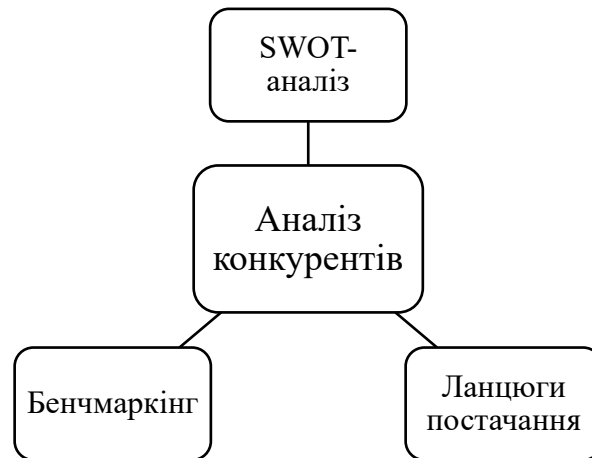 SWOT-
аналіз
Аналіз
конкурентів
Бенчмаркінг
Ланцюги
постачання